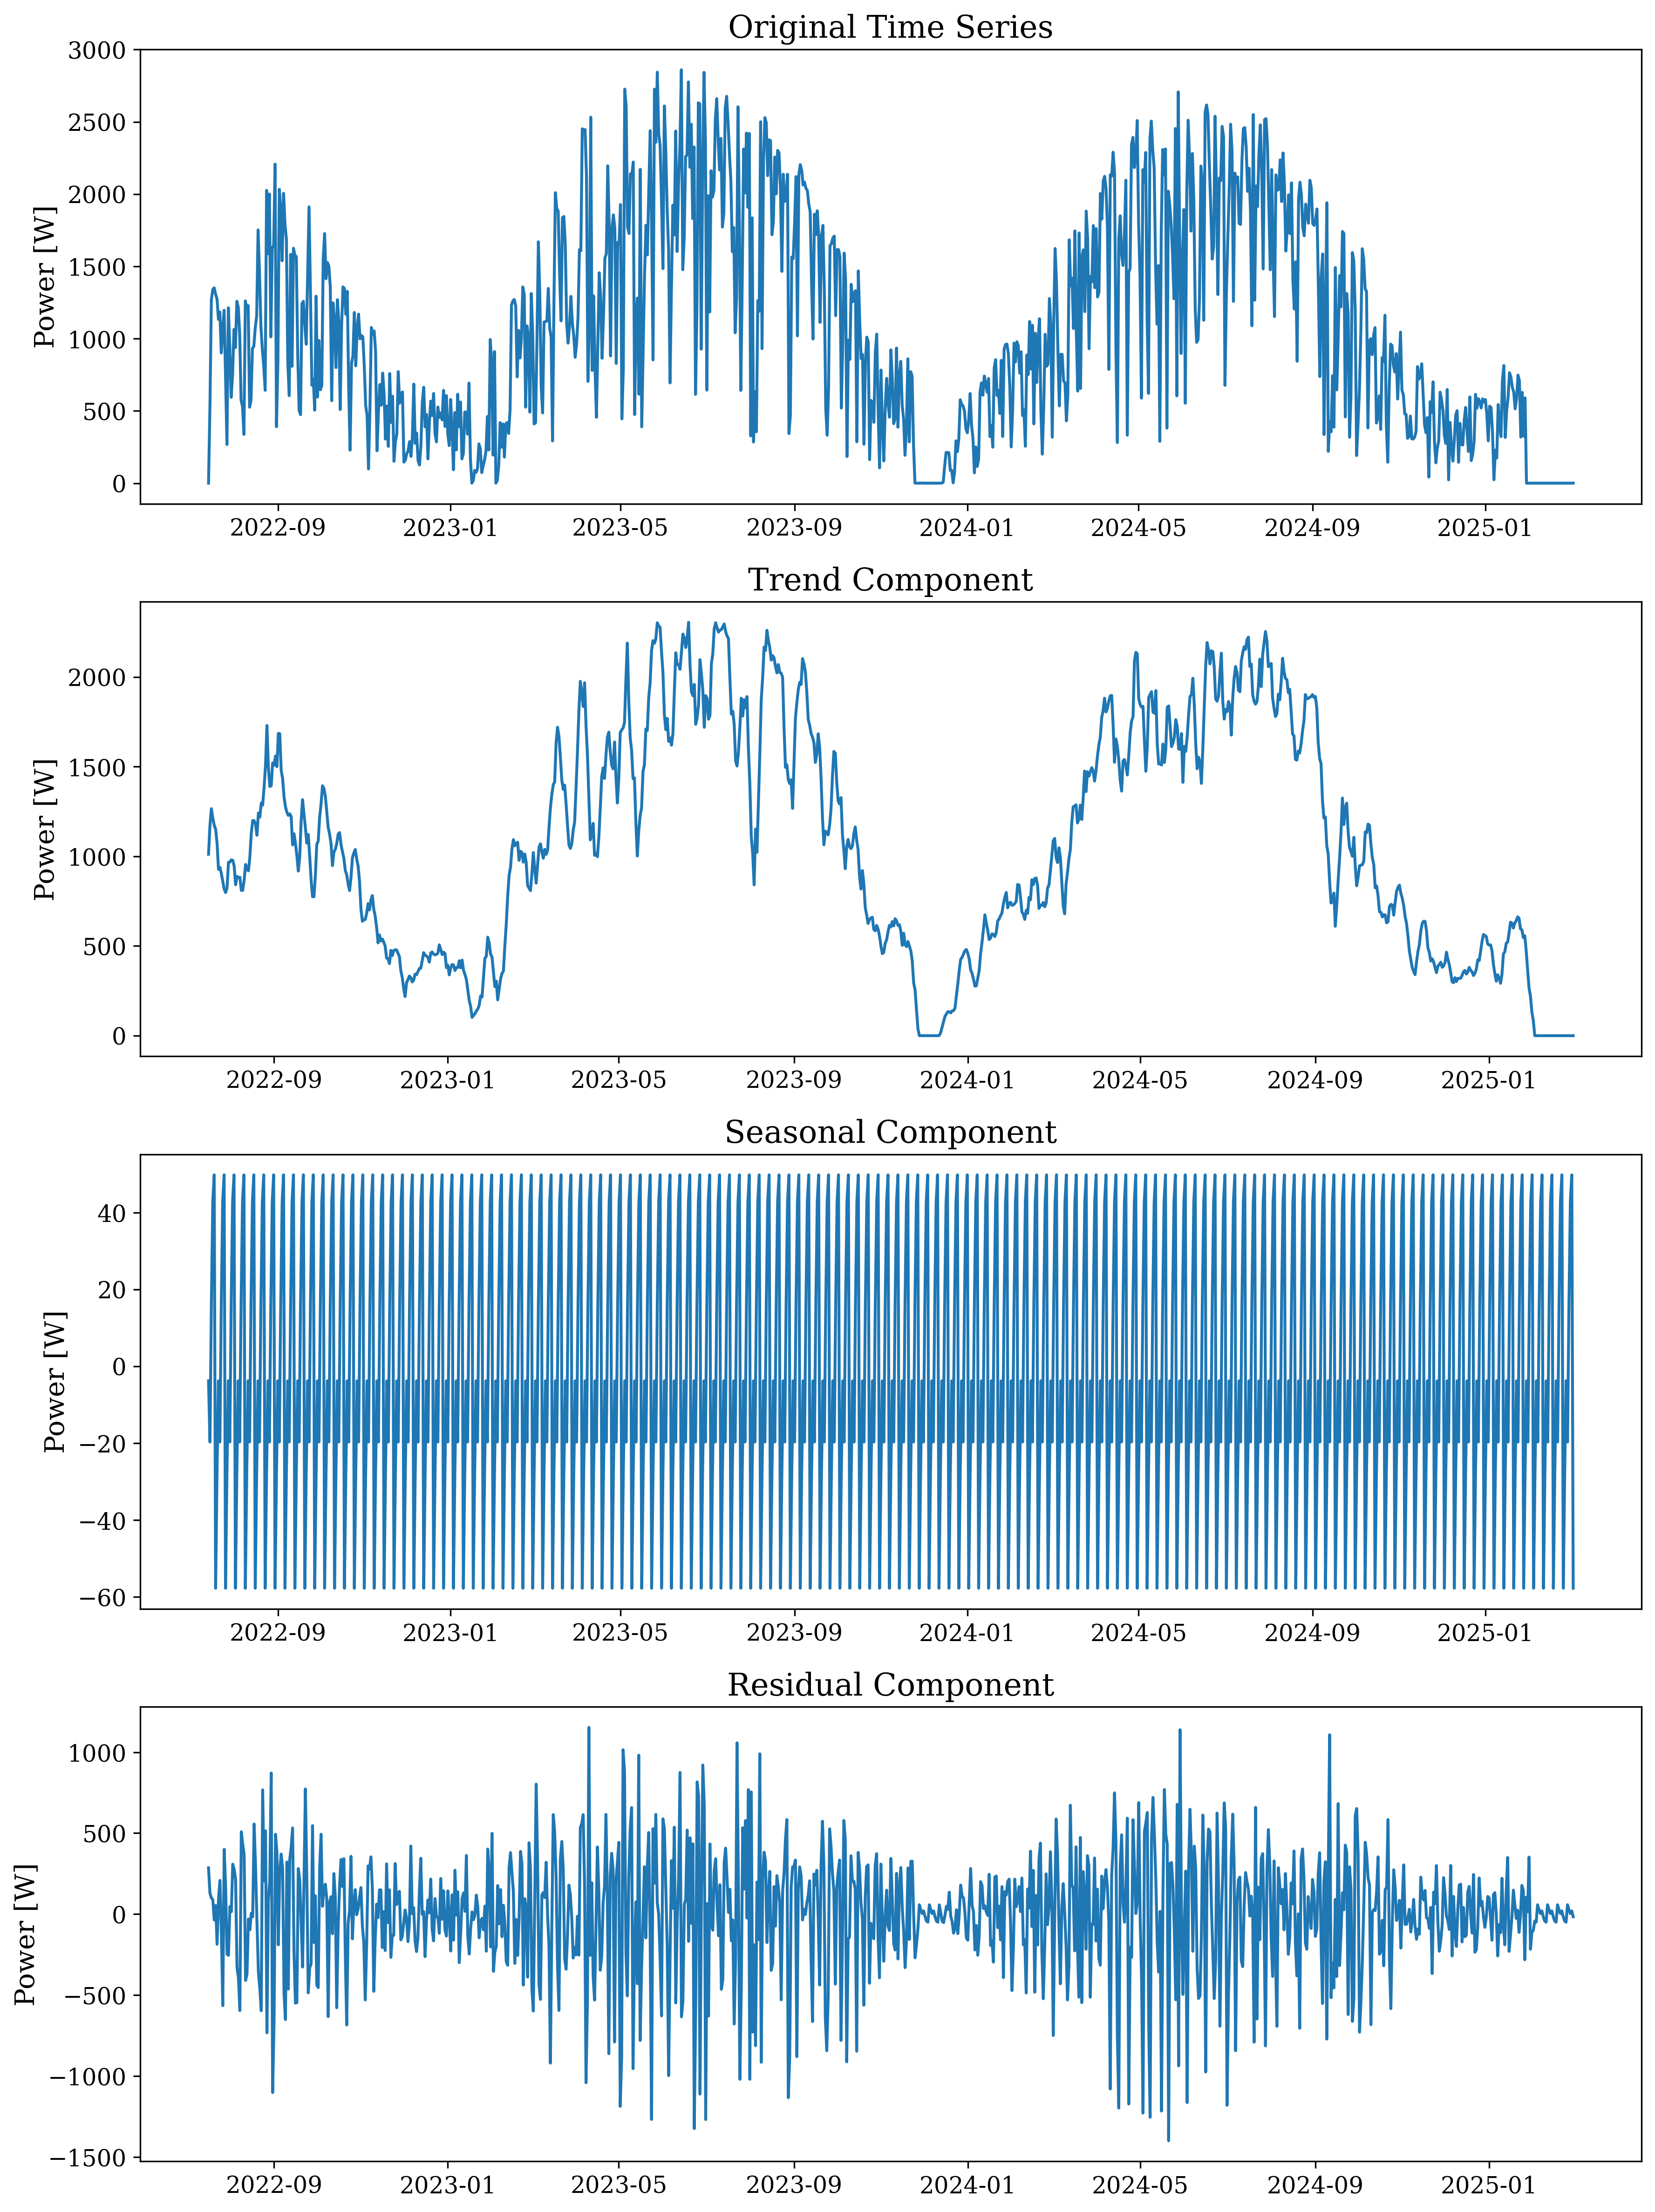 Original Time Series
3000
2500
2000
1500
1000
500
0
Power [W]
2022-09 2023-01 2023-05 2023-09 2024-01 2024-05 2024-09 2025-01
Trend Component
2000
1500
1000
500
0
Power [W]
2022-09 2023-01 2023-05 2023-09 2024-01 2024-05 2024-09 2025-01
Seasonal Component
40
20
0
−20
−40
−60
Power [W]
2022-09 2023-01 2023-05 2023-09 2024-01 2024-05 2024-09 2025-01
Residual Component
1000
500
0
−500
−1000
−1500
Power [W]
2022-09 2023-01 2023-05 2023-09 2024-01 2024-05 2024-09 2025-01